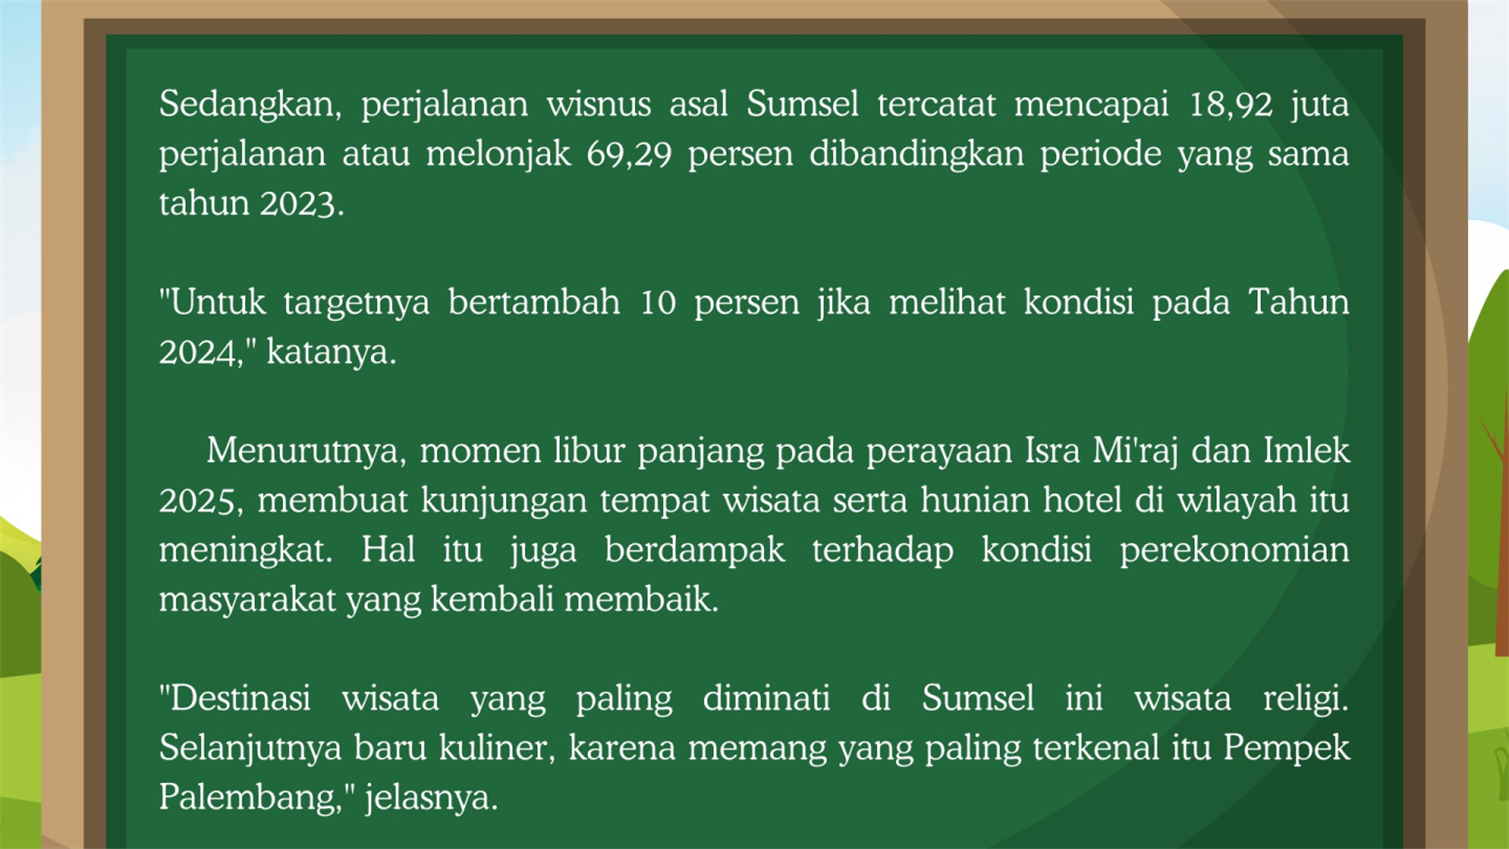 Sedangkan, perjalanan wisnus asal Sumsel tercatat mencapai 18,92 juta
perjalanan atau melonjak 69,29 persen dibandingkan periode yang sama
tahun 2023.
"Untuk targetnya bertambah 10 persen jika melihat kondisi pada Tahun
2024," katanya.
Menurutnya, momen libur panjang pada perayaan Isra Mi'raj dan Imlek
2025, membuat kunjungan tempat wisata serta hunian hotel di wilayah itu
meningkat. Hal itu juga berdampak terhadap kondisi perekonomian
masyarakat yang kembali membaik.
"Destinasi wisata yang paling diminati di Sumsel ini wisata religi.
Selanjutnya baru kuliner, karena memang yang paling terkenal itu Pempek
Palembang," jelasnya.